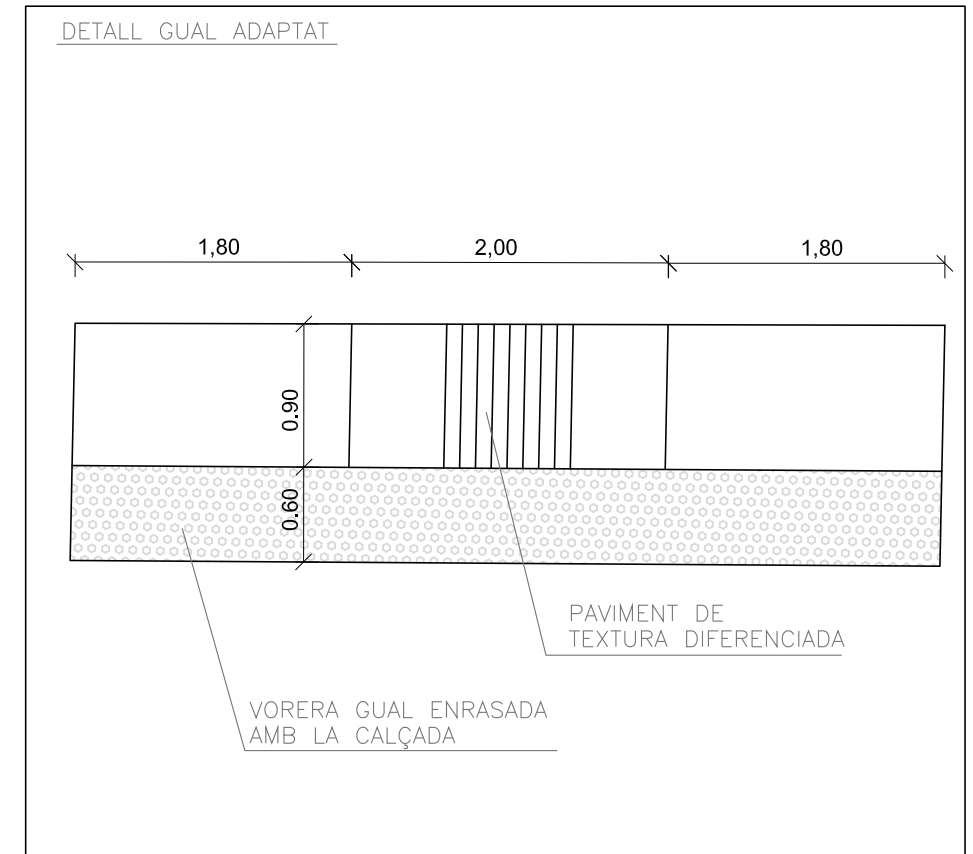 DETALL GUAL ADAPTAT
1,80
2,00
1,80
0.90
0.60
PAVIMENT DE
TEXTURA DIFERENCIADA
VORERA GUAL ENRASADA
AMB LA CALÇADA